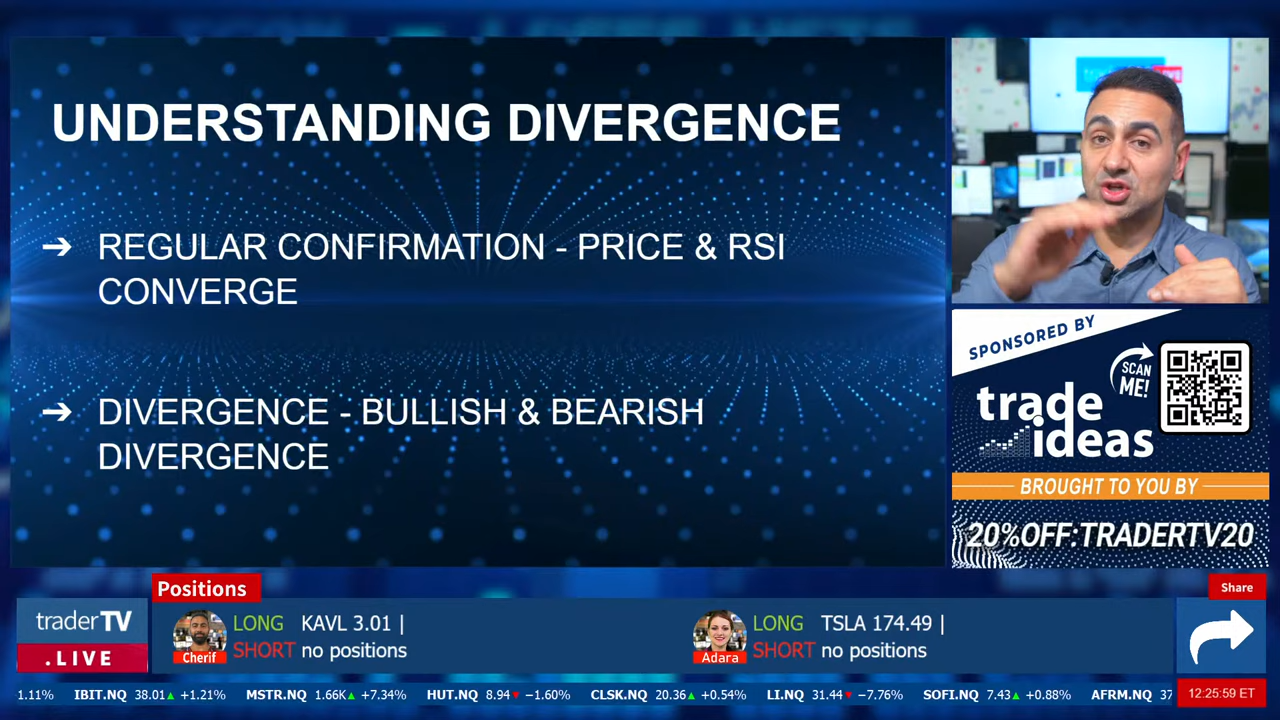 UNDERSTANDING DIVERGENCE
➔ REGULAR CONFIRMATION - PRICE & RSI
CONVERGE
➔ DIVERGENCE - BULLISH & BEARISH
DIVERGENCE
SPONSORED BY
SCAN
ME!
trade
ideas
BROUGHT TO YOU BY
20%OFF:TRADERTV20
Positions
Share
traderTV
.LIVE
LONG KAVL 3.01 |
SHORT no positions
Cherif
LONG TSLA 174.49 |
SHORT no positions
Adara
1.11% IBIT.NQ 38.01▲ +1.21% MSTR.NQ 1.66K▲ +7.34% HUT.NQ 8.94▼ −1.60% CLSK.NQ 20.36▲ +0.54% LI.NQ 31.44▼ −7.76% SOFI.NQ 7.43▲ +0.88% AFRM.NQ 37
12:25:59 ET